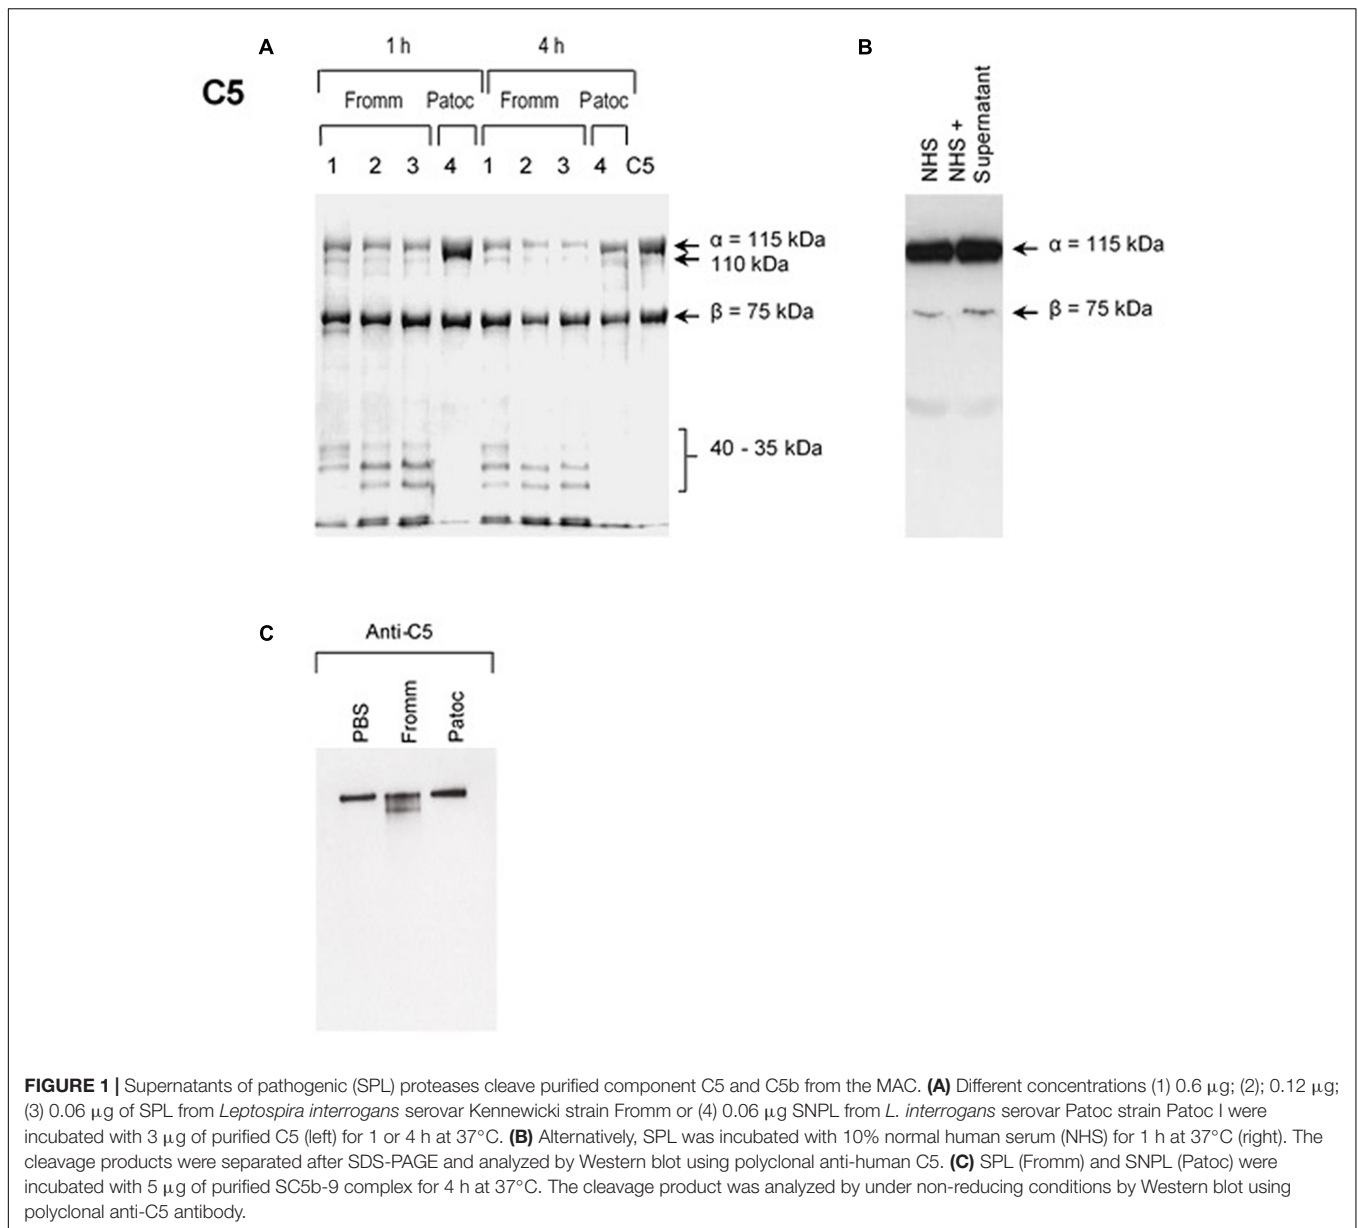 A
1 h
4 h
C5
Fromm
Patoc
Fromm
Patoc
1 2 3 4 1 2 3 4 C5
α = 115 kDa
110 kDa
β = 75 kDa
40 - 35 kDa
B
NHS
NHS +
Supernatant
α = 115 kDa
β = 75 kDa
C
Anti-C5
PBS
Fromm
Patoc
FIGURE 1 | Supernatants of pathogenic (SPL) proteases cleave purified component C5 and C5b from the MAC. (A) Different concentrations (1) 0.6 μg; (2); 0.12 μg;
(3) 0.06 μg of SPL from Leptospira interrogans serovar Kennewicki strain Fromm or (4) 0.06 μg SNPL from L. interrogans serovar Patoc strain Patoc I were
incubated with 3 μg of purified C5 (left) for 1 or 4 h at 37°C. (B) Alternatively, SPL was incubated with 10% normal human serum (NHS) for 1 h at 37°C (right). The
cleavage products were separated after SDS-PAGE and analyzed by Western blot using polyclonal anti-human C5. (C) SPL (Fromm) and SNPL (Patoc) were
incubated with 5 μg of purified SC5b-9 complex for 4 h at 37°C. The cleavage product was analyzed by under non-reducing conditions by Western blot using
polyclonal anti-C5 antibody.